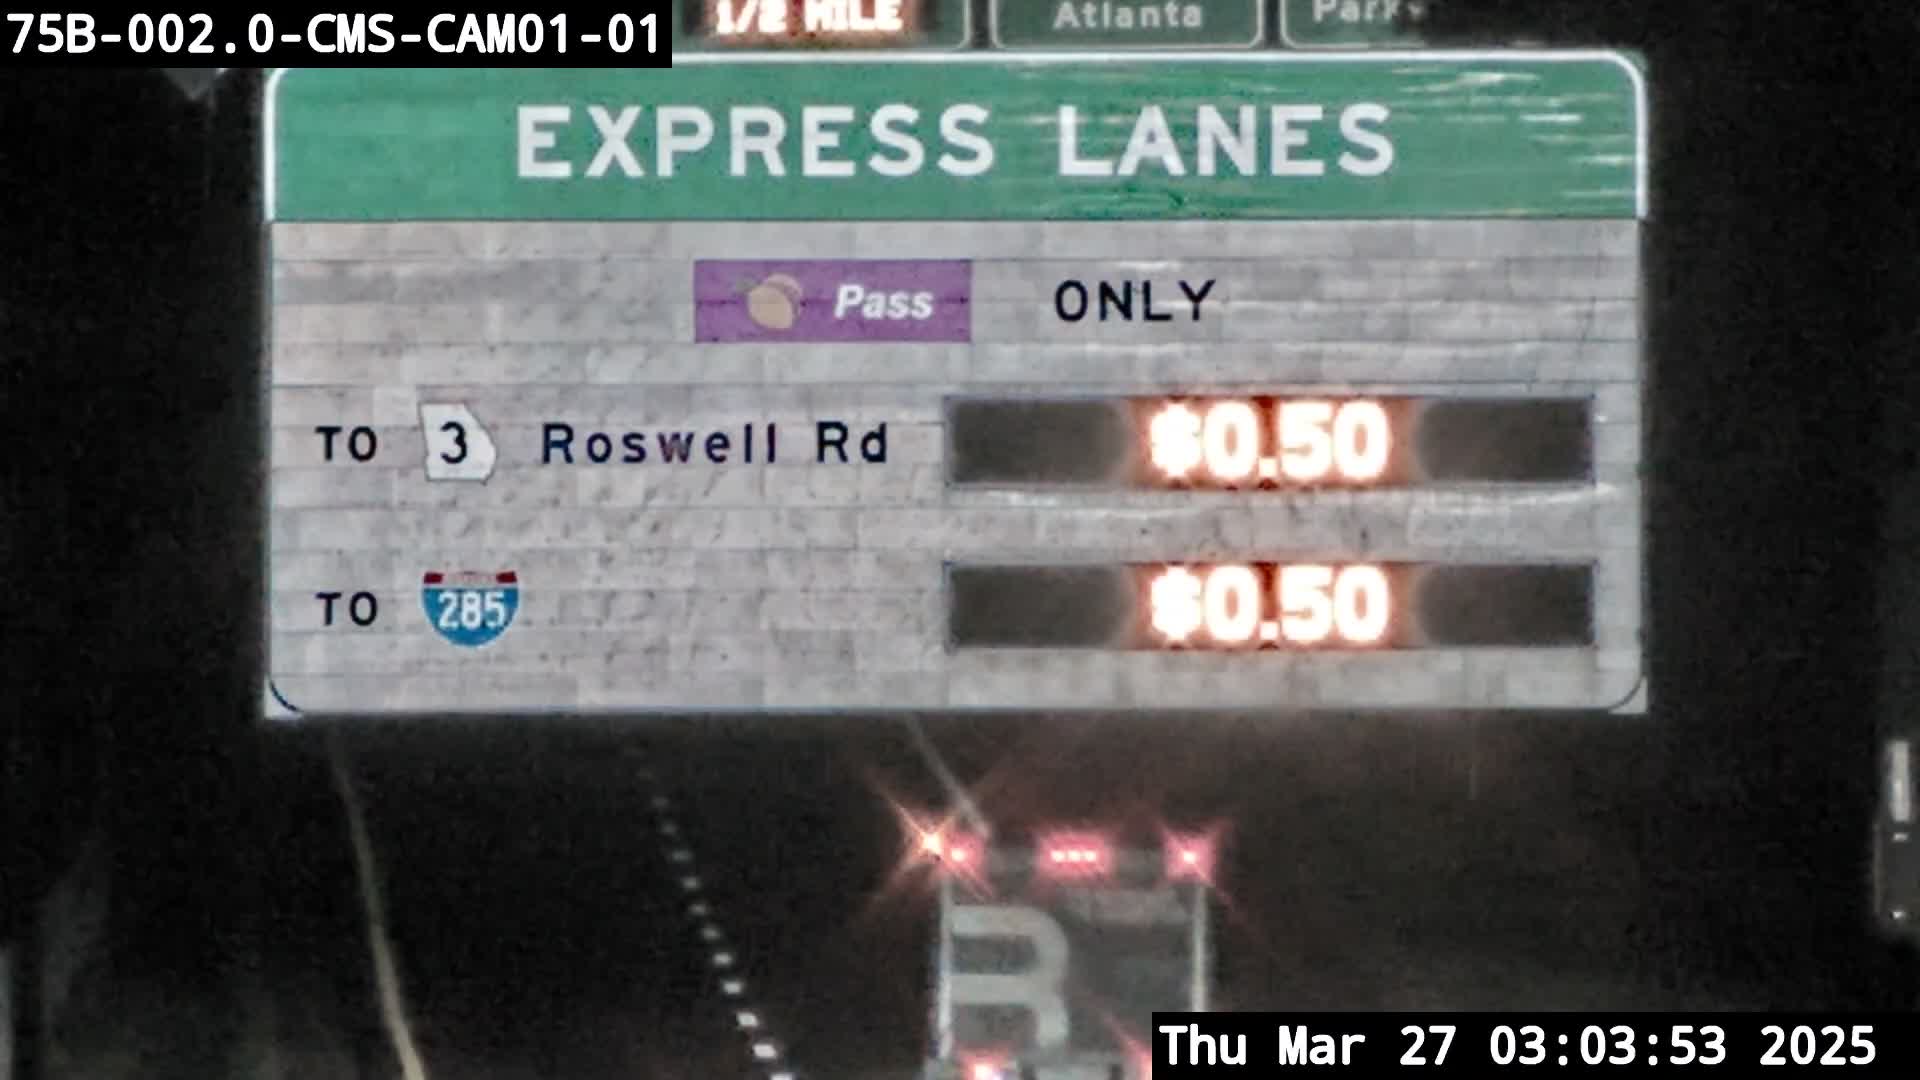 75B-002.0-CMS-CAM01-01
1/2 MILE
Atlanta
EXPRESS LANES
Pass ONLY
TO 3 Roswell Rd $0.50
TO 285 $0.50
Thu Mar 27 03:03:53 2025